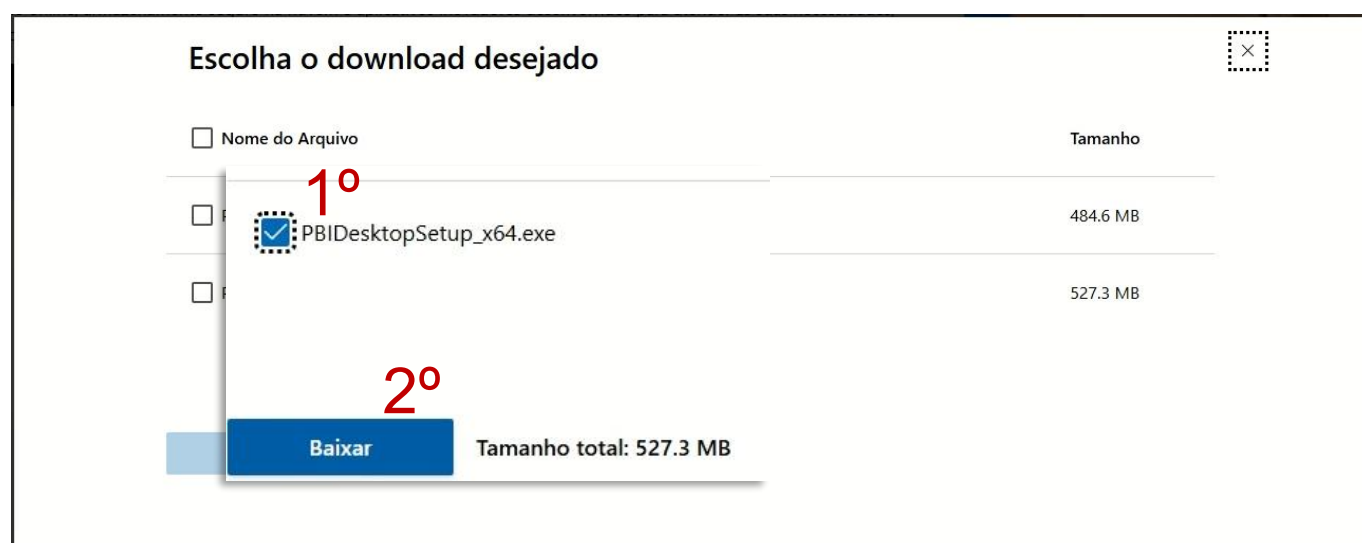 Escolha o download desejado
Nome do Arquivo Tamanho
1º
484.6 MB
PBIDesktopSetup_x64.exe
527.3 MB
2º
Baixar Tamanho total: 527.3 MB